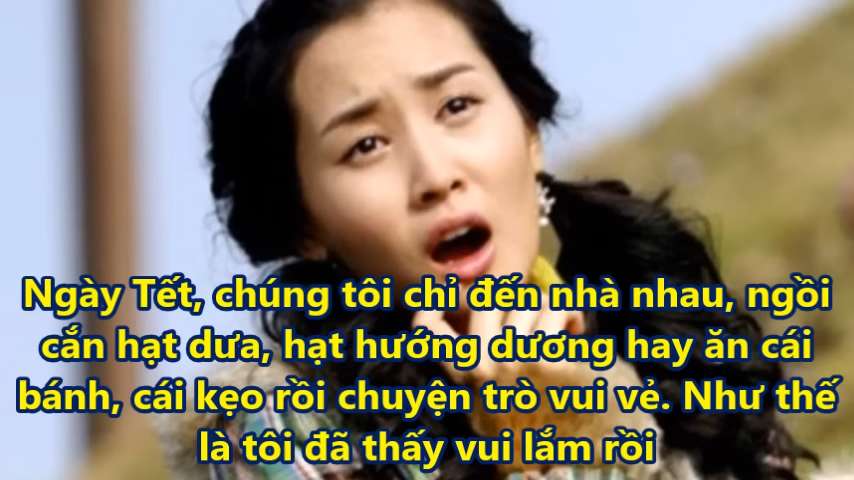 Ngày Tết, chúng tôi chỉ đến nhà nhau, ngồi
cắn hạt dưa, hạt hướng dương hay ăn cái
bánh, cái kẹo rồi chuyện trò vui vẻ. Như thế
là tôi đã thấy vui lắm rồi